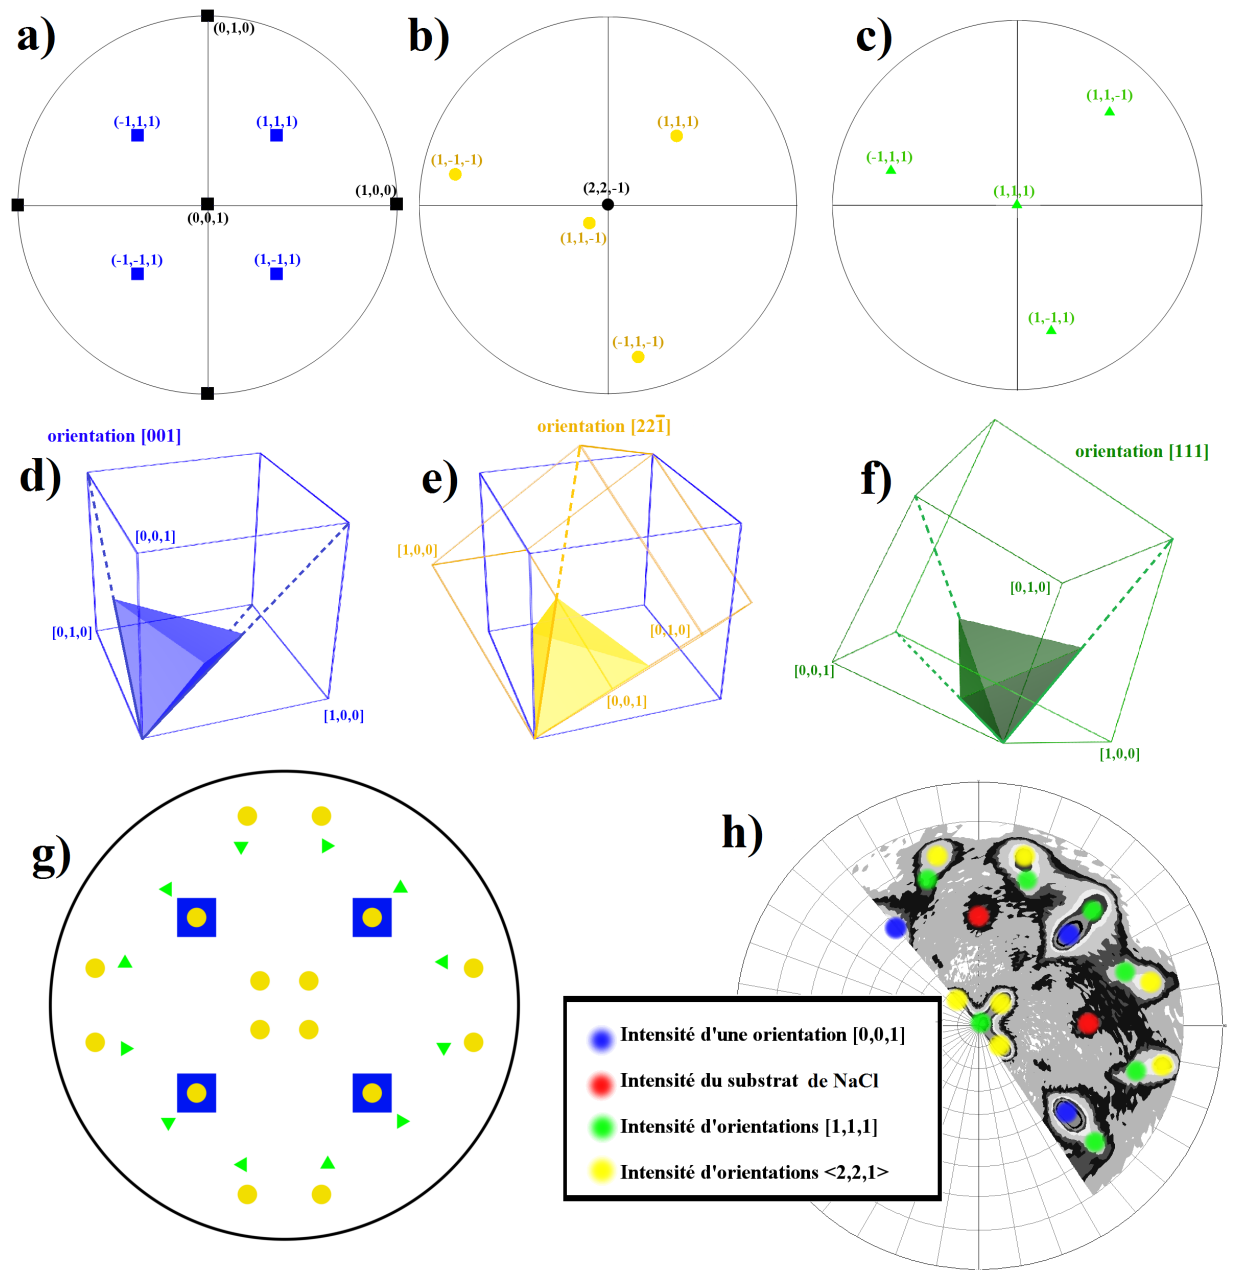 a)
(0,1,0)
(-1,1,1)
(1,1,1)
(1,0,0)
(0,0,1)
(-1,-1,1)
(1,-1,1)
b)
(1,1,1)
(1,-1,-1)
(2,2,-1)
(1,1,-1)
(-1,1,-1)
c)
(1,1,-1)
(-1,1,1)
(1,1,1)
(1,-1,1)
orientation [001]
d)
[0,0,1]
[0,1,0]
[1,0,0]
orientation [221̅]
e)
[1,0,0]
[0,1,0]
[0,0,1]
orientation [111]
f)
[0,1,0]
[0,0,1]
[1,0,0]
g)
h)
Intensité d'une orientation [0,0,1]
Intensité du substrat de NaCl
Intensité d'orientations [1,1,1]
Intensité d'orientations <2,2,1>